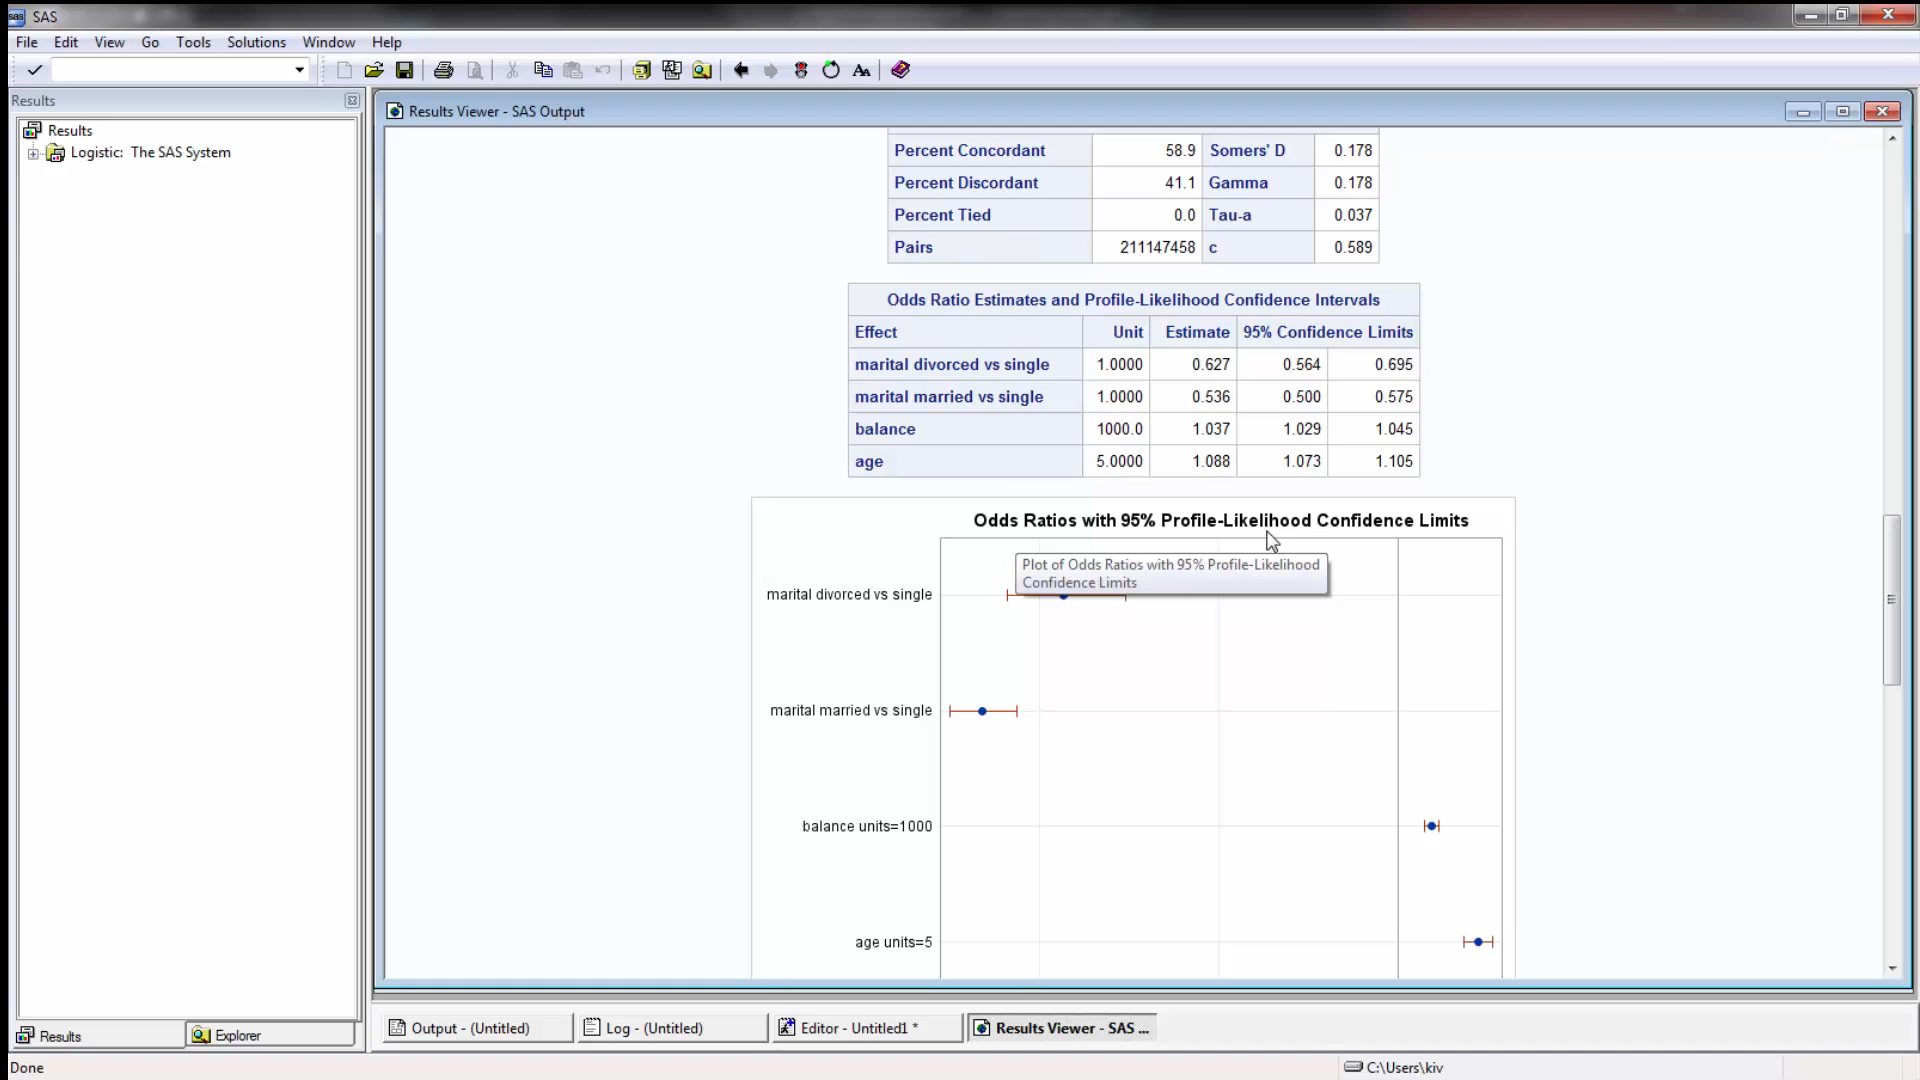 SAS
File Edit View Go Tools Solutions Window Help
Results
Results Viewer - SAS Output
Results
Logistic: The SAS System
Percent Concordant 58.9 Somers' D 0.178
Percent Discordant 41.1 Gamma 0.178
Percent Tied 0.0 Tau-a 0.037
Pairs 211147458 c 0.589
Odds Ratio Estimates and Profile-Likelihood Confidence Intervals
Effect Unit Estimate 95% Confidence Limits
marital divorced vs single 1.0000 0.627 0.564 0.695
marital married vs single 1.0000 0.536 0.500 0.575
balance 1000.0 1.037 1.029 1.045
age 5.0000 1.088 1.073 1.105
Odds Ratios with 95% Profile-Likelihood Confidence Limits
Plot of Odds Ratios with 95% Profile-Likelihood
Confidence Limits
marital divorced vs single
marital married vs single
balance units=1000
age units=5
Results Explorer
Output - (Untitled) Log - (Untitled) Editor - Untitled1 * Results Viewer - SAS ...
Done C:\Users\kiv